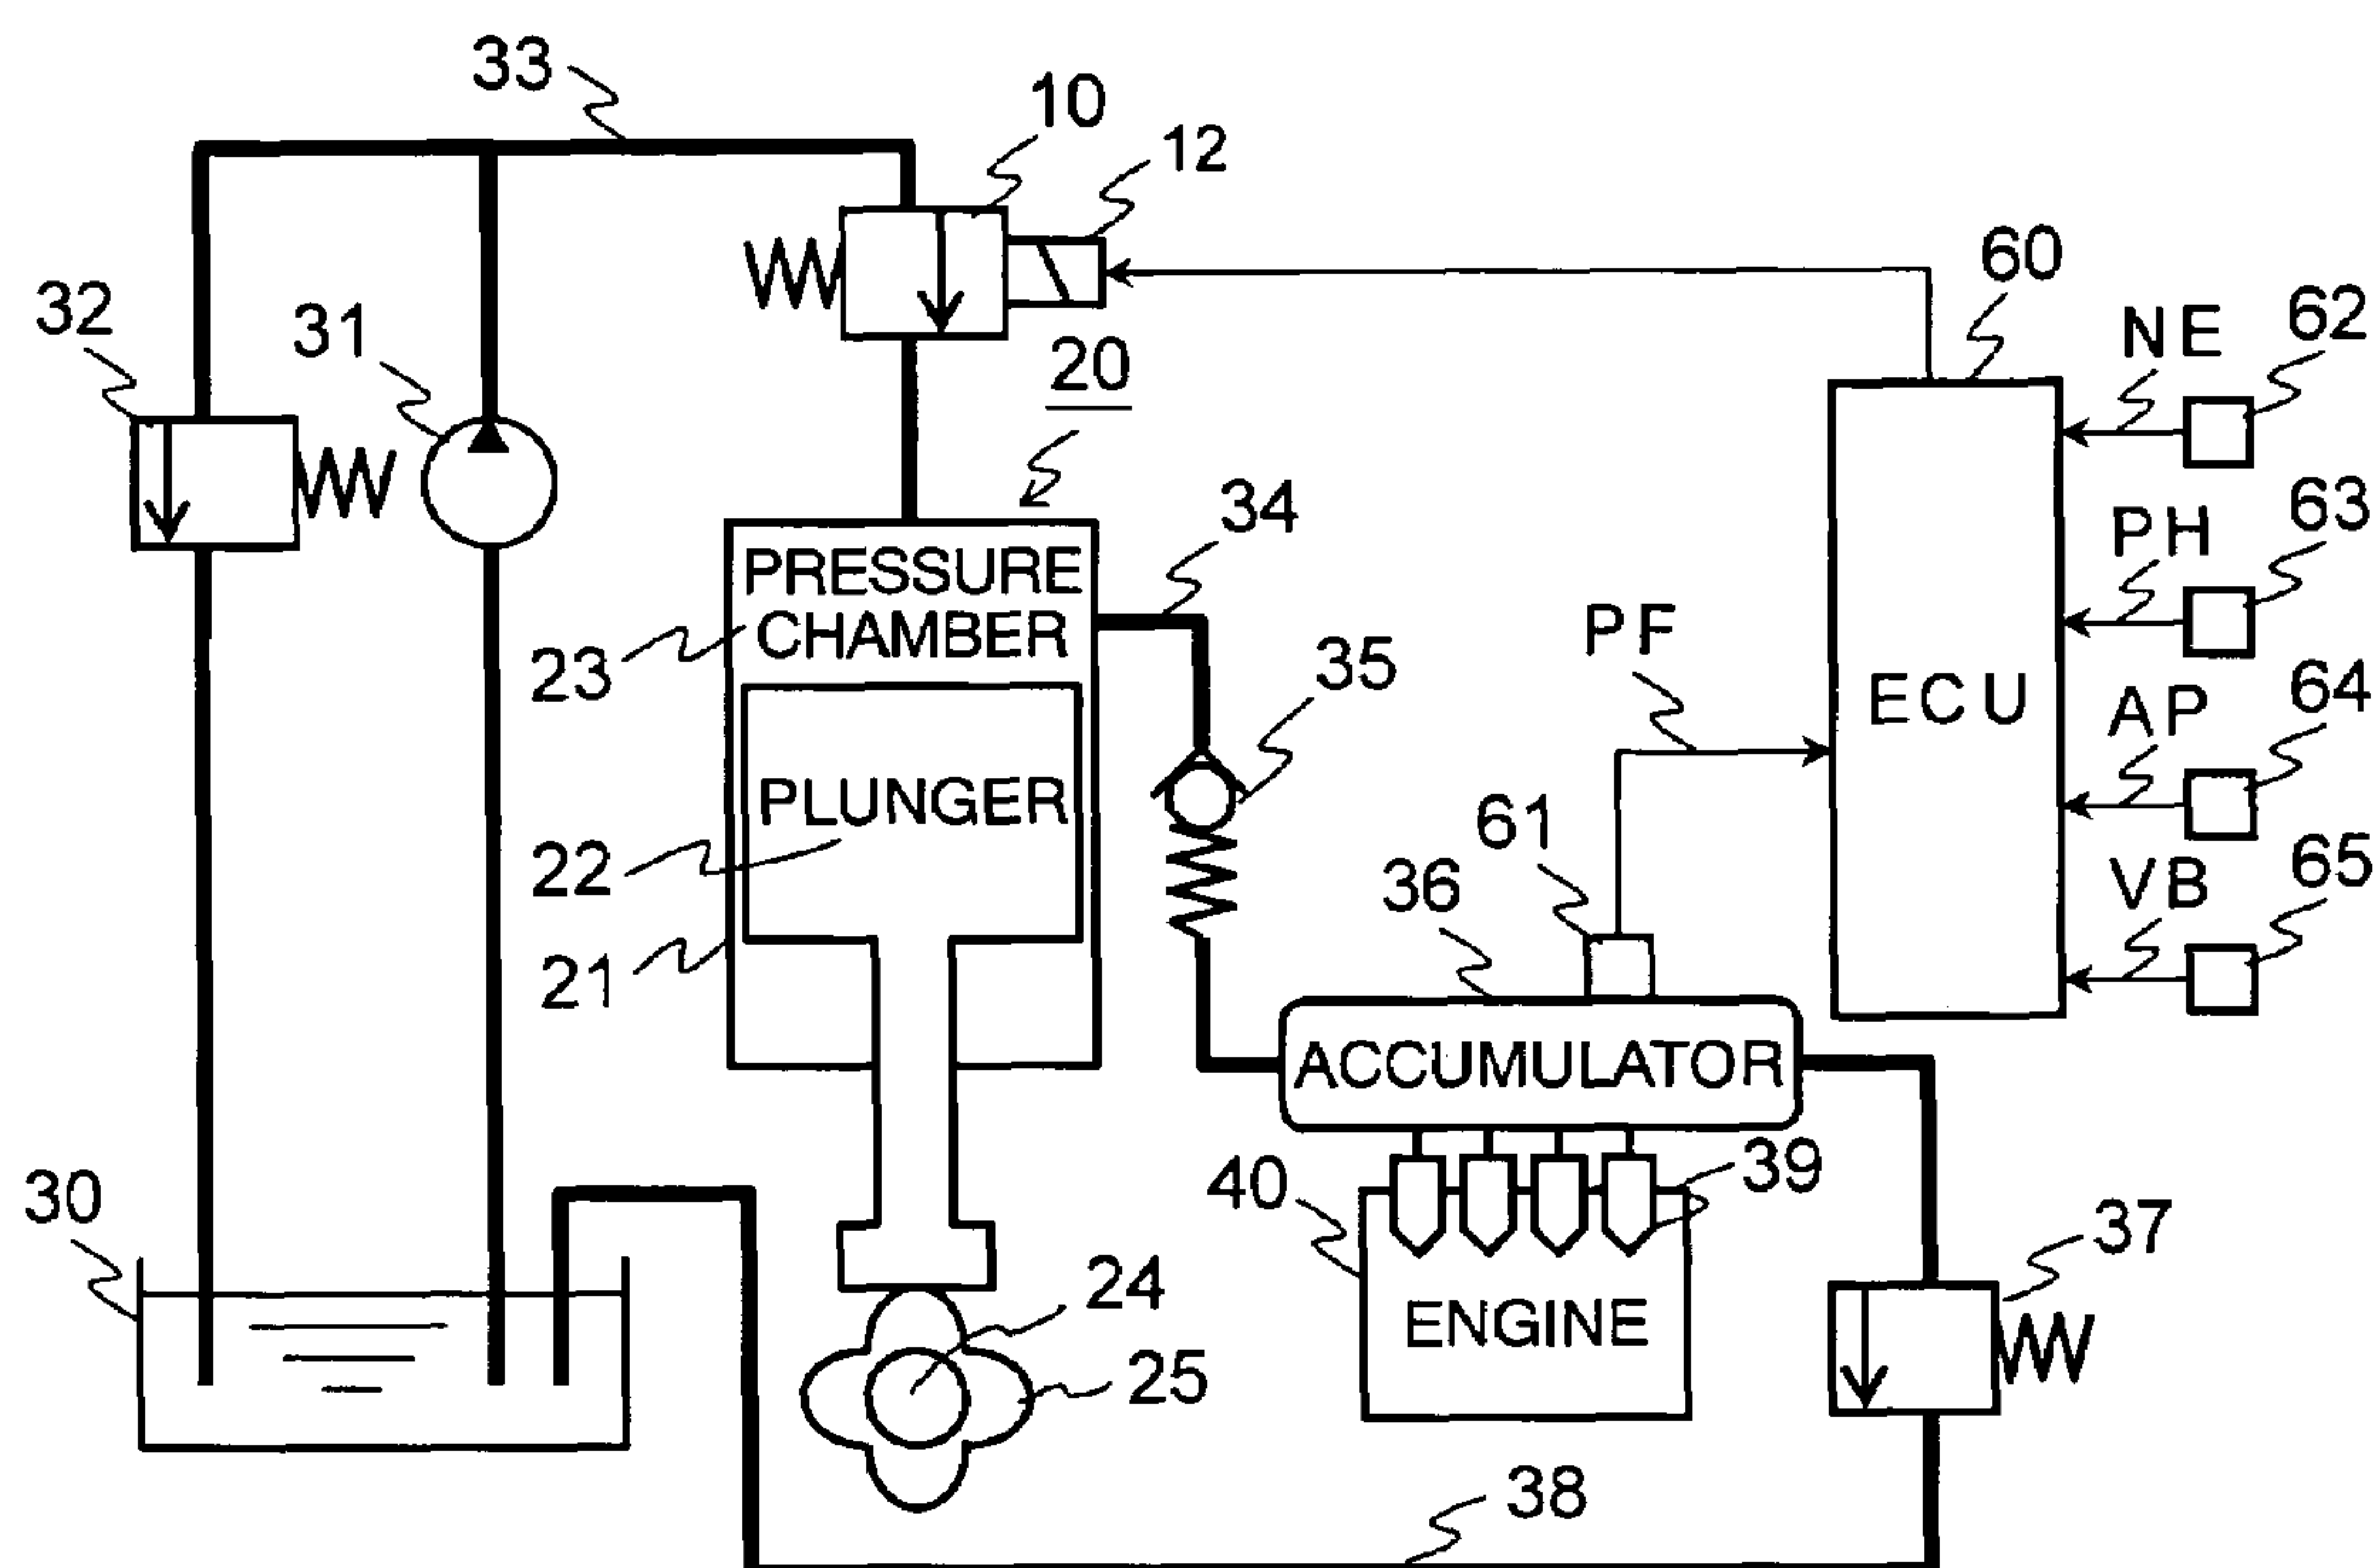 33
10
12
60
32
31
NE
62
20
34
PH
63
PRESSURE
CHAMBER
23
PF
35
ECU
AP
64
PLUNGER
22
61
36
VB
65
21
ACCUMULATOR
30
40
39
37
24
ENGINE
25
38